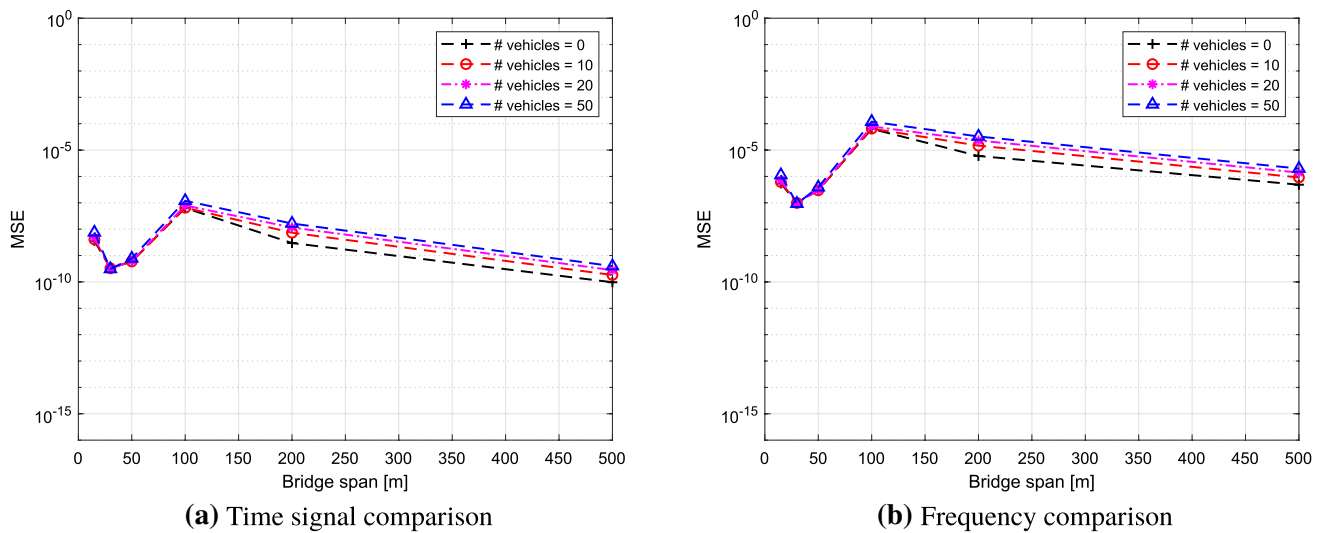 10^0
10^-5
10^-10
10^-15
MSE
0 50 100 150 200 250 300 350 400 450 500
Bridge span [m]
# vehicles = 0
# vehicles = 10
# vehicles = 20
# vehicles = 50
(a) Time signal comparison
10^0
10^-5
10^-10
10^-15
MSE
0 50 100 150 200 250 300 350 400 450 500
Bridge span [m]
# vehicles = 0
# vehicles = 10
# vehicles = 20
# vehicles = 50
(b) Frequency comparison